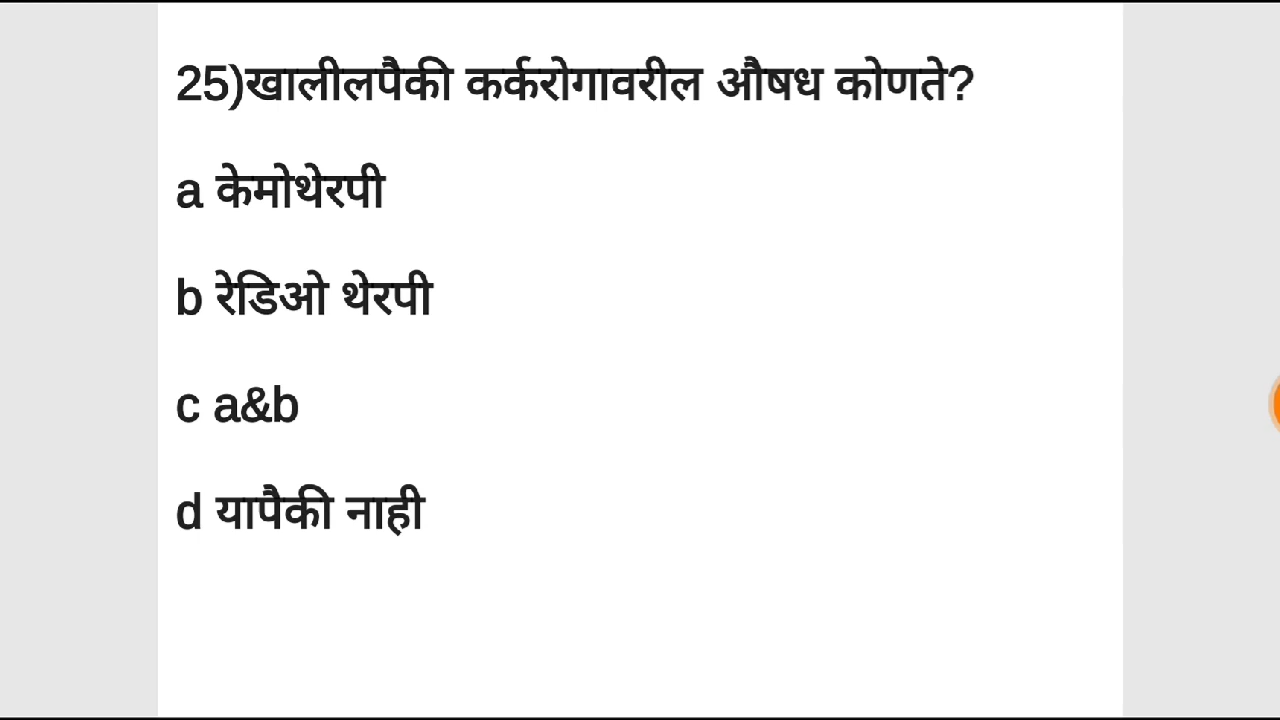 25)खालीलपैकी कर्करोगावरील औषध कोणते?
a केमोथेरपी
b रेडिओ थेरपी
c a&b
d यापैकी नाही